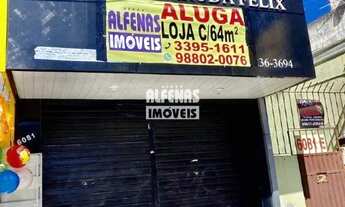 ALUGA
ALFENAS
IMÓVEIS
LOJA C/64m²
3395-1611
98802-0076
36-3694
ALFENAS
IMÓVEIS
6081
6081 E